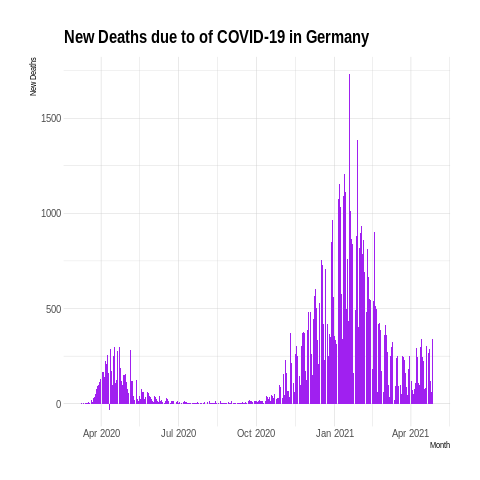 New Deaths due to of COVID-19 in Germany
New Deaths
1500
1000
500
0
Apr 2020 Jul 2020 Oct 2020 Jan 2021 Apr 2021
Month